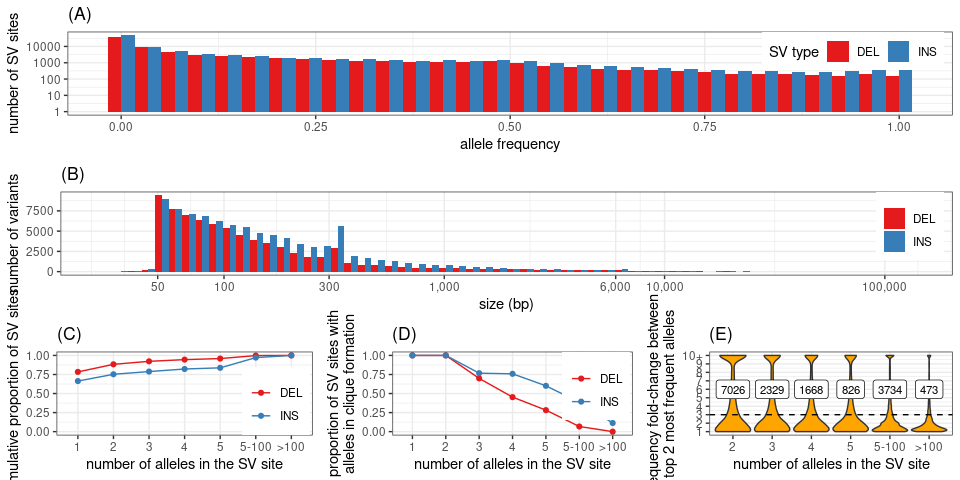 (A)
number of SV sites
10000
1000
100
10
1
SV type DEL INS
0.00 0.25 0.50 0.75 1.00
allele frequency
(B)
number of variants
7500
5000
2500
0
DEL
INS
50 100 300 1,000 6,000 10,000 100,000
size (bp)
(C)
mulative proportion of SV sites
1.00
0.75
0.50
0.25
0.00
DEL
INS
1 2 3 4 5 5-100 >100
number of alleles in the SV site
(D)
proportion of SV sites with
alleles in clique formation
1.00
0.75
0.50
0.25
0.00
DEL
INS
1 2 3 4 5 5-100 >100
number of alleles in the SV site
(E)
equency fold-change between
top 2 most frequent alleles
10+
7026 2329 1668 826 3734 473
5
1
2 3 4 5 5-100 >100
number of alleles in the SV site